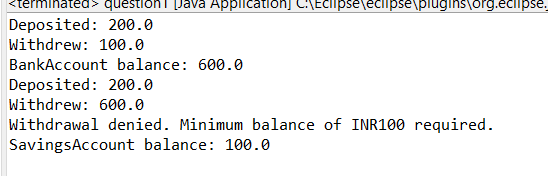 <terminated> question1 [Java Application] C:\Eclipse\eclipse\plugins\org.eclipse.
Deposited: 200.0
Withdrew: 100.0
BankAccount balance: 600.0
Deposited: 200.0
Withdrew: 600.0
Withdrawal denied. Minimum balance of INR100 required.
SavingsAccount balance: 100.0